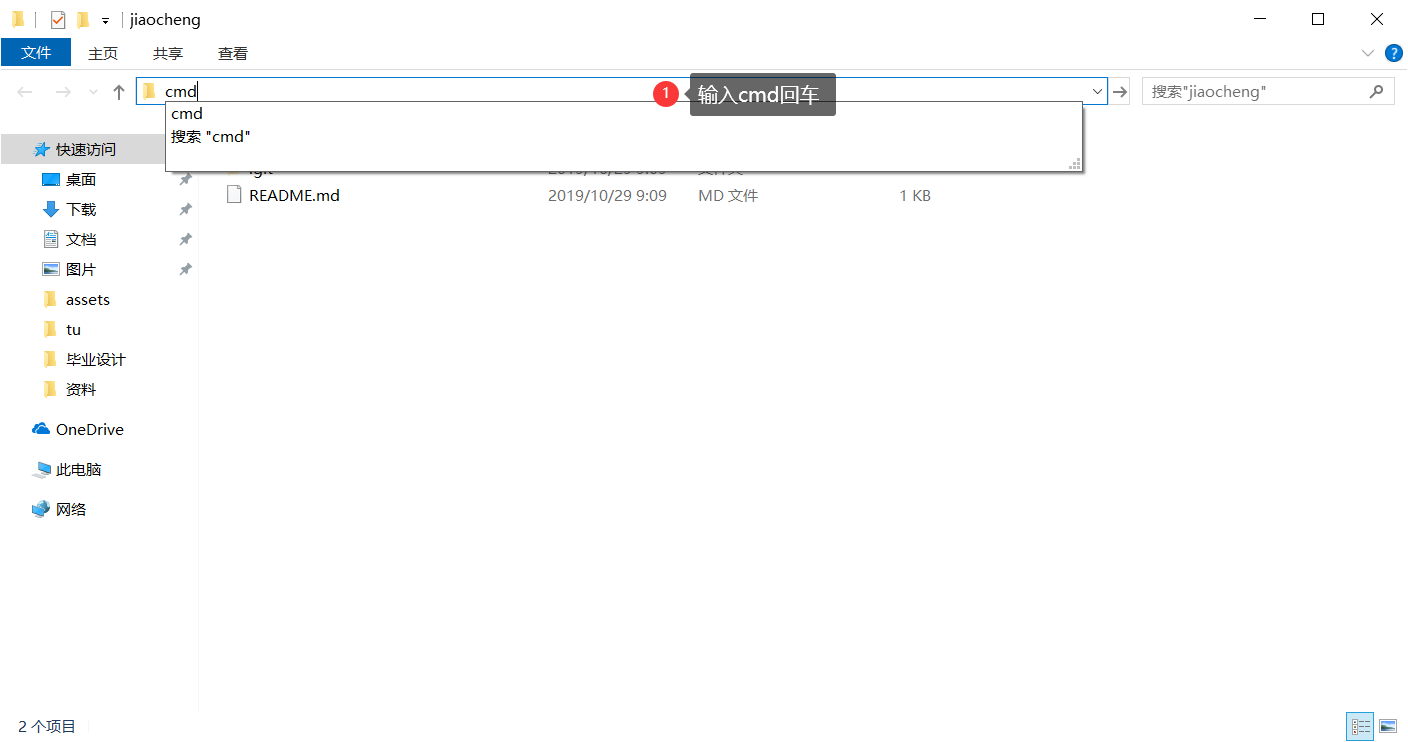 jiaocheng
文件 主页 共享 查看
cmd
1 输入cmd回车
搜索"jiaocheng"
cmd
搜索 "cmd"
快速访问
桌面
README.md 2019/10/29 9:09 MD 文件 1 KB
下载
文档
图片
assets
tu
毕业设计
资料
OneDrive
此电脑
网络
2 个项目